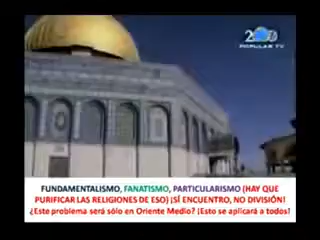 200
POPULAR TV
FUNDAMENTALISMO, FANATISMO, PARTICULARISMO (HAY QUE
PURIFICAR LAS RELIGIONES DE ESO) ¡SÍ ENCUENTRO, NO DIVISIÓN!
¿Este problema será sólo en Oriente Medio? ¡Esto se aplicará a todos!